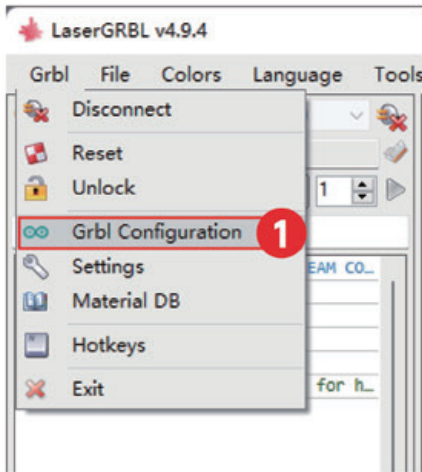 LaserGRBL v4.9.4
Grbl File Colors Language Tools
Disconnect
Reset
Unlock
1
Grbl Configuration 1
Settings
EAM CO…
Material DB
Hotkeys
Exit
for h…